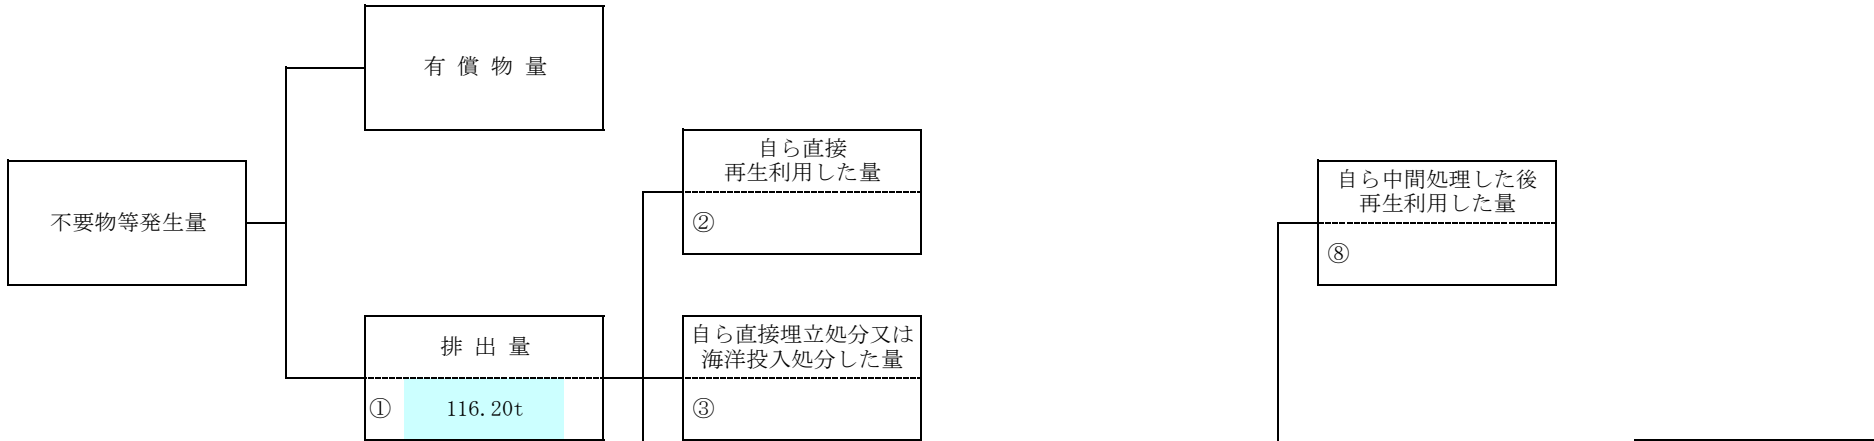 有 償 物 量
自ら直接
再生利用した量
②
自ら中間処理した後
再生利用した量
⑧
不要物等発生量
排 出 量
① 116.20t
自ら直接埋立処分又は
海洋投入処分した量
③